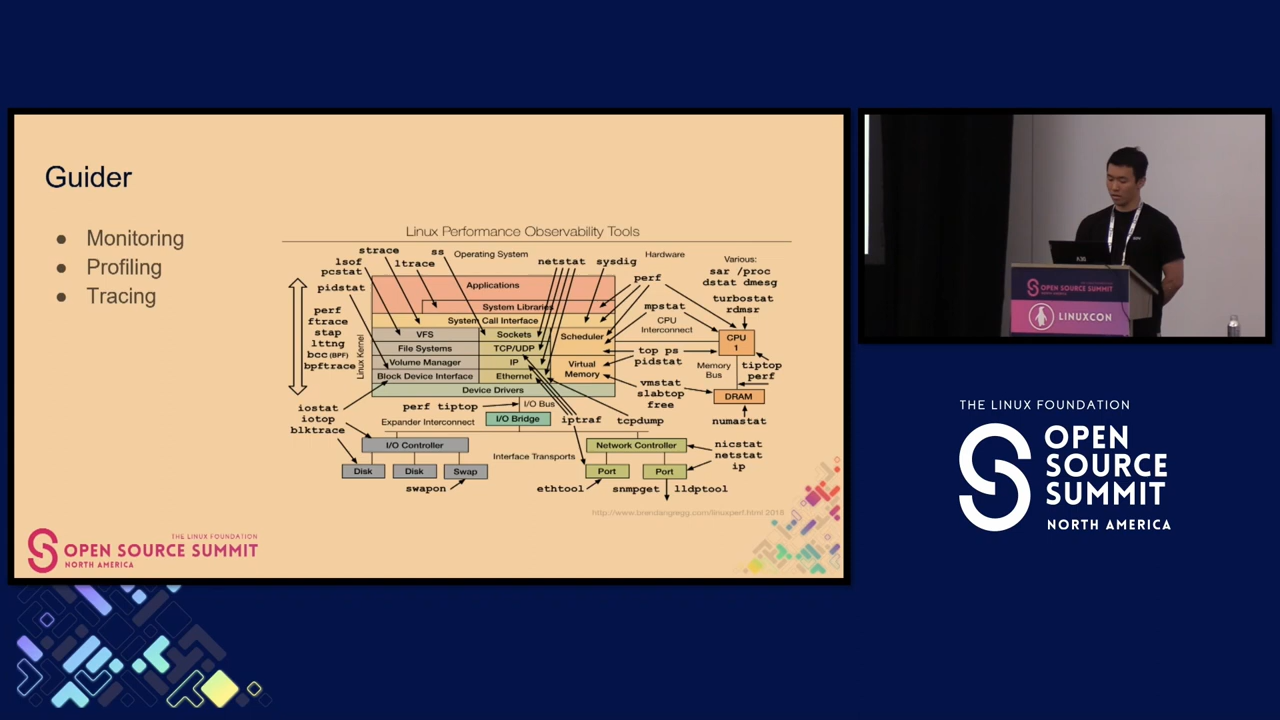 Guider
● Monitoring
● Profiling
● Tracing
Linux Performance Observability Tools
strace
ss
Operating System
Hardware
Various:
lsof
ltrace
netstat
sysdig
sar /proc
pcstat
dstat dmesg
pidstat
Applications
perf
turbostat
System Libraries
mpstat
rdmsr
perf
ftrace
stap
lttng
bcc (BPF)
bpftrace
Linux Kernel
System Call Interface
CPU
Interconnect
VFS
Sockets
Scheduler
CPU
1
File Systems
TCP/UDP
top ps
pidstat
Volume Manager
IP
Virtual
Memory
Memory
Bus
tiptop
perf
Block Device Interface
Ethernet
vmstat
slabtop
free
Device Drivers
DRAM
iostat
iotop
blktrace
perf tiptop
I/O Bus
Expander Interconnect
I/O Bridge
iptraf
tcpdump
numastat
I/O Controller
Network Controller
nicstat
netstat
ip
Interface Transports
Disk
Disk
Swap
Port
Port
swapon
ethtool
snmpget
lldptool
http://www.brendangregg.com/linuxperf.html 2018
THE LINUX FOUNDATION
OPEN SOURCE SUMMIT
NORTH AMERICA
OPEN SOURCE SUMMIT
LINUXCON
THE LINUX FOUNDATION
OPEN
SOURCE
SUMMIT
NORTH AMERICA